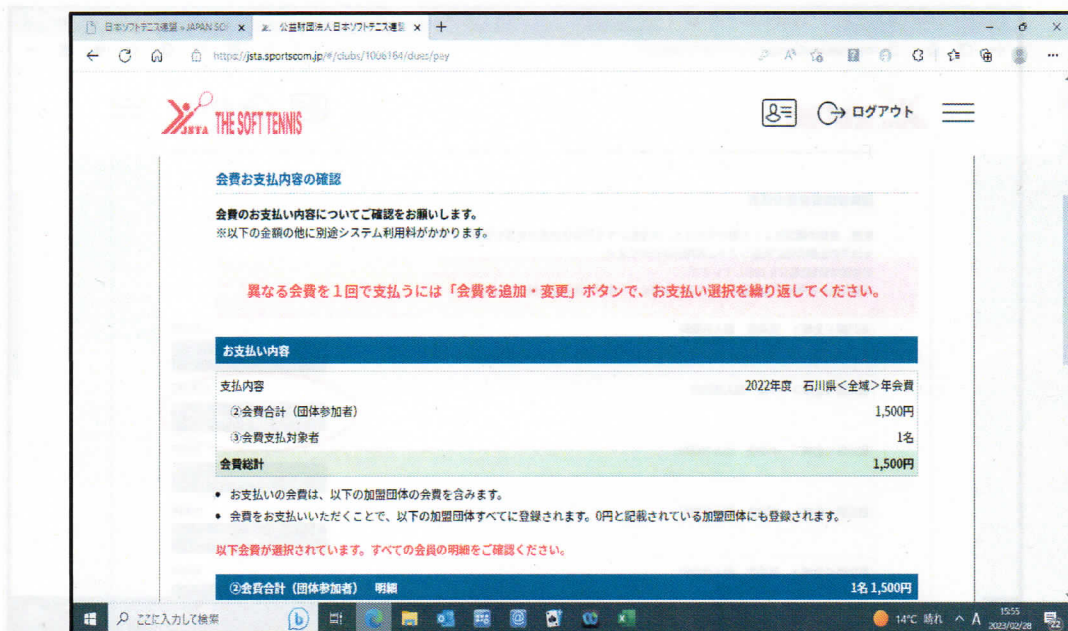 日本ソフトテニス連盟 » JAPAN SO
公益財団法人日本ソフトテニス連盟
https://jsta.sportscom.jp/#/clubs/1006164/dues/pay
JSTA THE SOFT TENNIS
ログアウト
会費お支払内容の確認
会費のお支払い内容についてご確認をお願いします。
※以下の金額の他に別途システム利用料がかかります。
異なる会費を１回で支払うには「会費を追加・変更」ボタンで、お支払い選択を繰り返してください。
お支払い内容
支払内容 2022年度 石川県<全域>年会費
②会費合計（団体参加者） 1,500円
③会費支払対象者 1名
会費総計 1,500円
• お支払いの会費は、以下の加盟団体の会費を含みます。
• 会費をお支払いいただくことで、以下の加盟団体すべてに登録されます。0円と記載されている加盟団体にも登録されます。
以下会費が選択されています。すべての会員の明細をご確認ください。
②会費合計（団体参加者） 明細 1名 1,500円
ここに入力して検索
14℃ 晴れ
A
15:55
2023/02/28
22